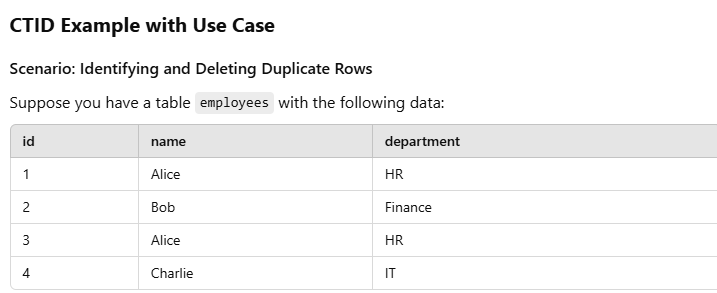 CTID Example with Use Case
Scenario: Identifying and Deleting Duplicate Rows
Suppose you have a table employees with the following data:
id name department
1 Alice HR
2 Bob Finance
3 Alice HR
4 Charlie IT